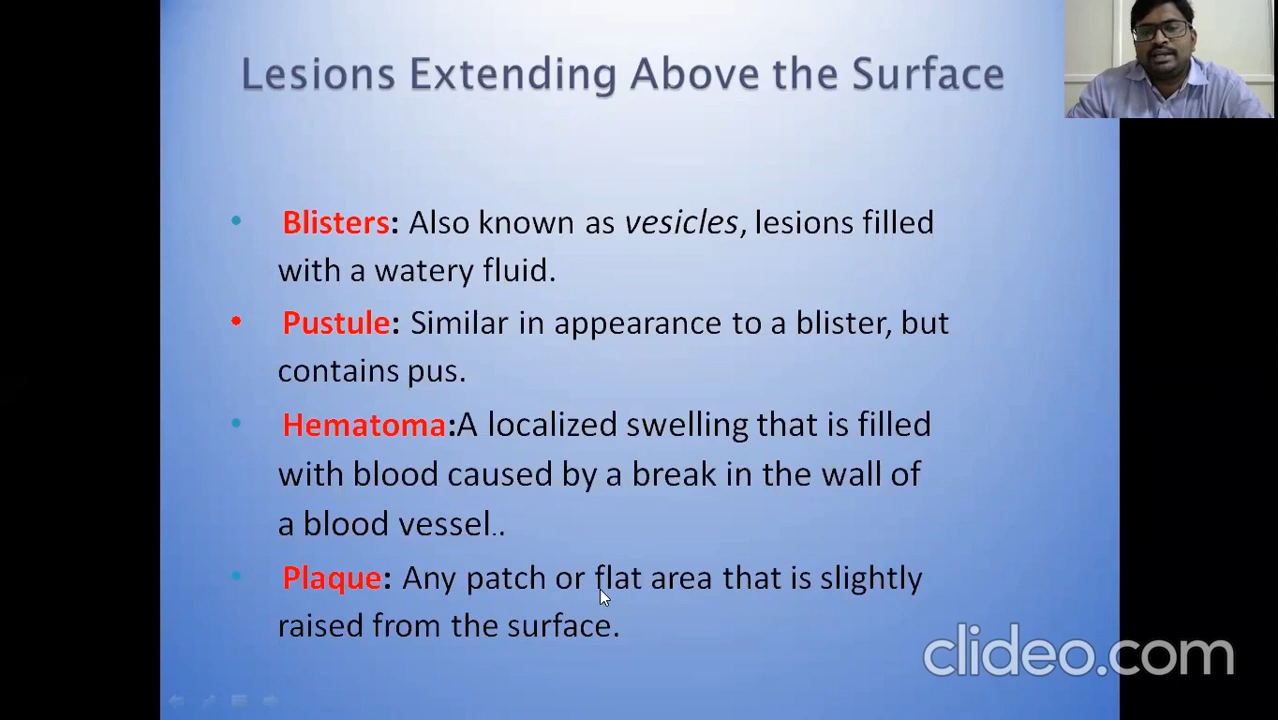 Lesions Extending Above the Surface
• Blisters: Also known as vesicles, lesions filled
with a watery fluid.
• Pustule: Similar in appearance to a blister, but
contains pus.
• Hematoma:A localized swelling that is filled
with blood caused by a break in the wall of
a blood vessel..
• Plaque: Any patch or flat area that is slightly
raised from the surface.
clideo.com